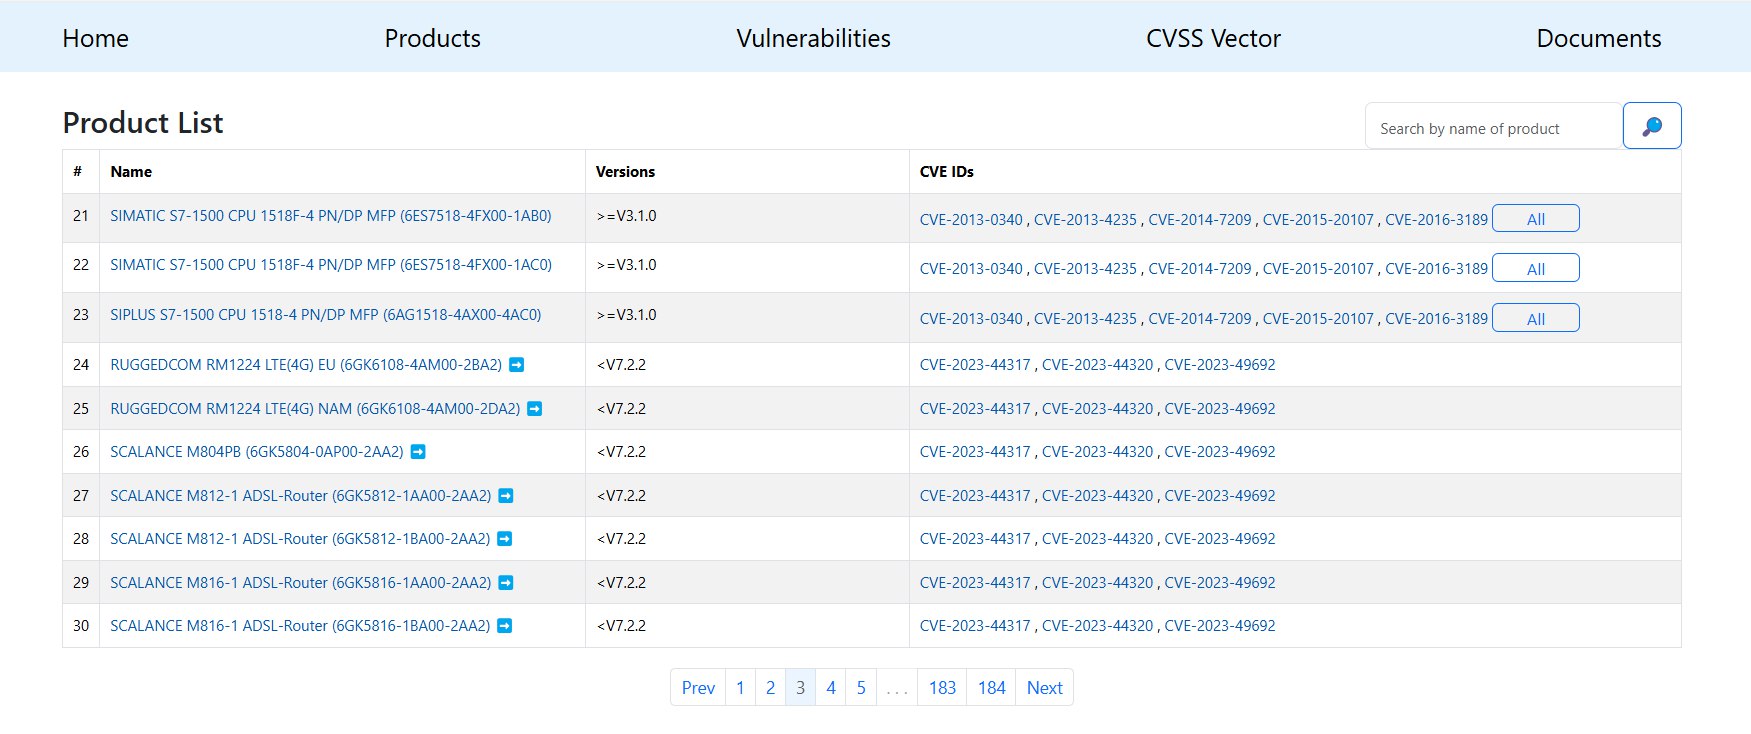 Home Products Vulnerabilities CVSS Vector Documents
Product List
Search by name of product
# Name Versions CVE IDs
21 SIMATIC S7-1500 CPU 1518F-4 PN/DP MFP (6ES7518-4FX00-1AB0) >=V3.1.0 CVE-2013-0340 , CVE-2013-4235 , CVE-2014-7209 , CVE-2015-20107 , CVE-2016-3189 All
22 SIMATIC S7-1500 CPU 1518F-4 PN/DP MFP (6ES7518-4FX00-1AC0) >=V3.1.0 CVE-2013-0340 , CVE-2013-4235 , CVE-2014-7209 , CVE-2015-20107 , CVE-2016-3189 All
23 SIPLUS S7-1500 CPU 1518-4 PN/DP MFP (6AG1518-4AX00-4AC0) >=V3.1.0 CVE-2013-0340 , CVE-2013-4235 , CVE-2014-7209 , CVE-2015-20107 , CVE-2016-3189 All
24 RUGGEDCOM RM1224 LTE(4G) EU (6GK6108-4AM00-2BA2) <V7.2.2 CVE-2023-44317 , CVE-2023-44320 , CVE-2023-49692
25 RUGGEDCOM RM1224 LTE(4G) NAM (6GK6108-4AM00-2DA2) <V7.2.2 CVE-2023-44317 , CVE-2023-44320 , CVE-2023-49692
26 SCALANCE M804PB (6GK5804-0AP00-2AA2) <V7.2.2 CVE-2023-44317 , CVE-2023-44320 , CVE-2023-49692
27 SCALANCE M812-1 ADSL-Router (6GK5812-1AA00-2AA2) <V7.2.2 CVE-2023-44317 , CVE-2023-44320 , CVE-2023-49692
28 SCALANCE M812-1 ADSL-Router (6GK5812-1BA00-2AA2) <V7.2.2 CVE-2023-44317 , CVE-2023-44320 , CVE-2023-49692
29 SCALANCE M816-1 ADSL-Router (6GK5816-1AA00-2AA2) <V7.2.2 CVE-2023-44317 , CVE-2023-44320 , CVE-2023-49692
30 SCALANCE M816-1 ADSL-Router (6GK5816-1BA00-2AA2) <V7.2.2 CVE-2023-44317 , CVE-2023-44320 , CVE-2023-49692
Prev 1 2 3 4 5 ... 183 184 Next